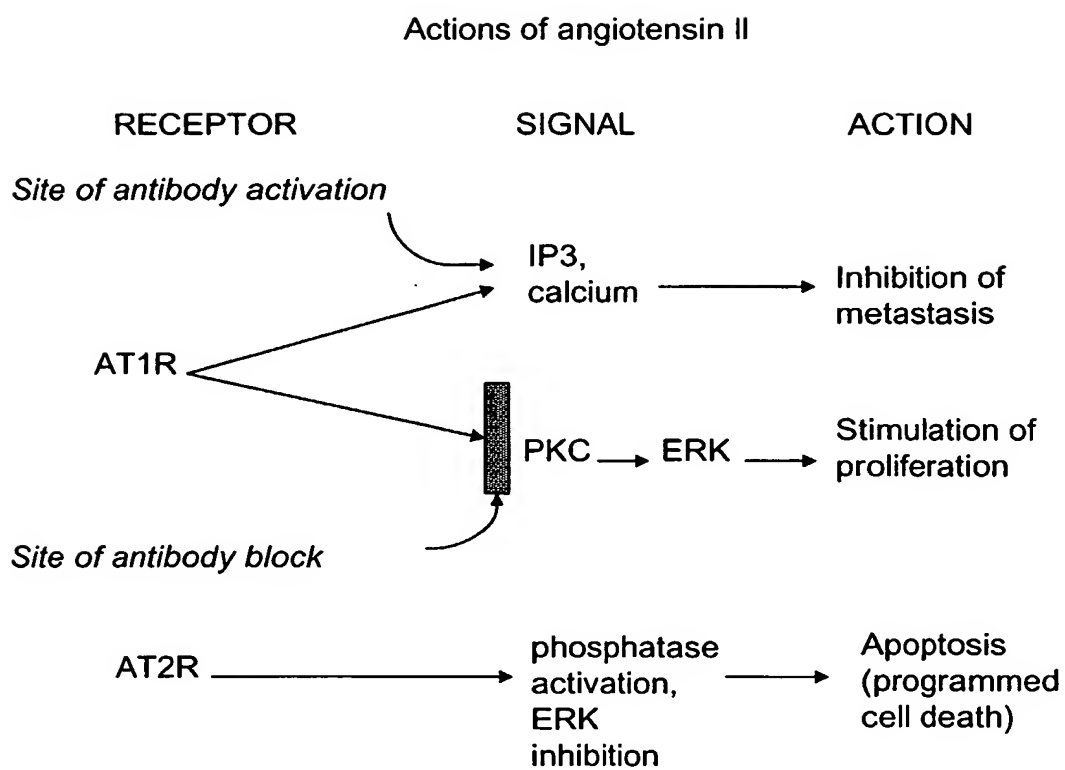 Actions of angiotensin II
RECEPTOR SIGNAL ACTION
Site of antibody activation
IP3,
calcium
Inhibition of
metastasis
AT1R
PKC ERK
Stimulation of
proliferation
Site of antibody block
AT2R
phosphatase
activation,
ERK
inhibition
Apoptosis
(programmed
cell death)